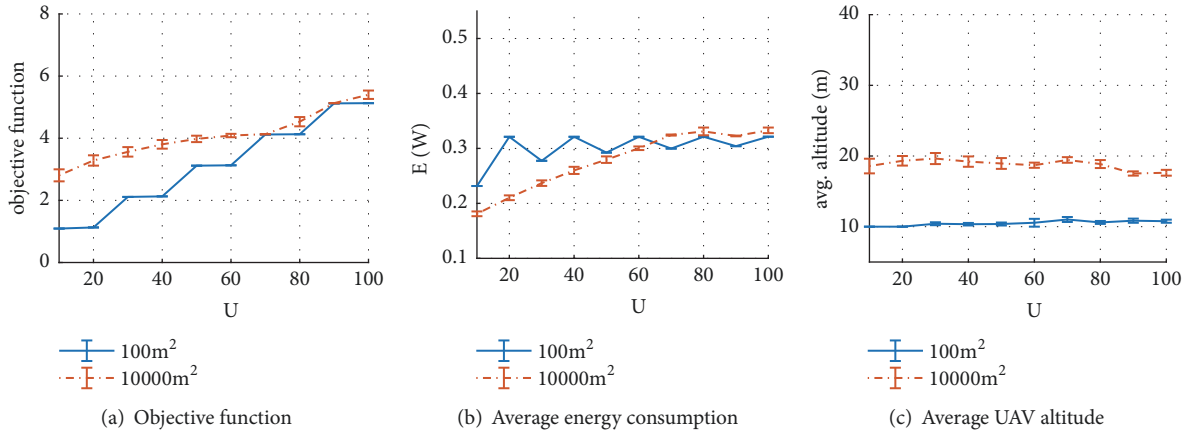 objective function
8
6
4
2
0
20
40
60
80
100
U
100m²
10000m²
(a) Objective function
E (W)
0.5
0.4
0.3
0.2
0.1
20
40
60
80
100
U
100m²
10000m²
(b) Average energy consumption
avg. altitude (m)
40
30
20
10
20
40
60
80
100
U
100m²
10000m²
(c) Average UAV altitude